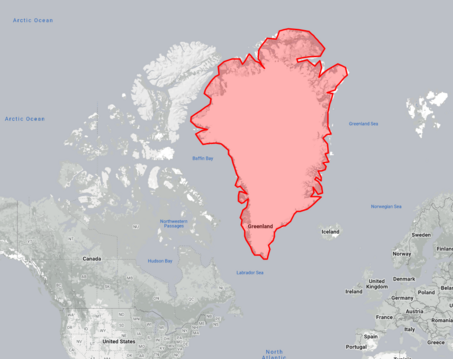 Arctic Ocean
Arctic Ocean
Greenland Sea
Baffin Bay
Norwegian Sea
Northwestern
Passages
Greenland
Iceland
Sweden
Finland
Norway
Canada
Hudson Bay
Labrador Sea
United
Kingdom
Denmark
Ireland
Poland
Belarus
Germany
Austria
France
Romania
Italy
Spain
Portugal
Greece
United States
North
Atlantic